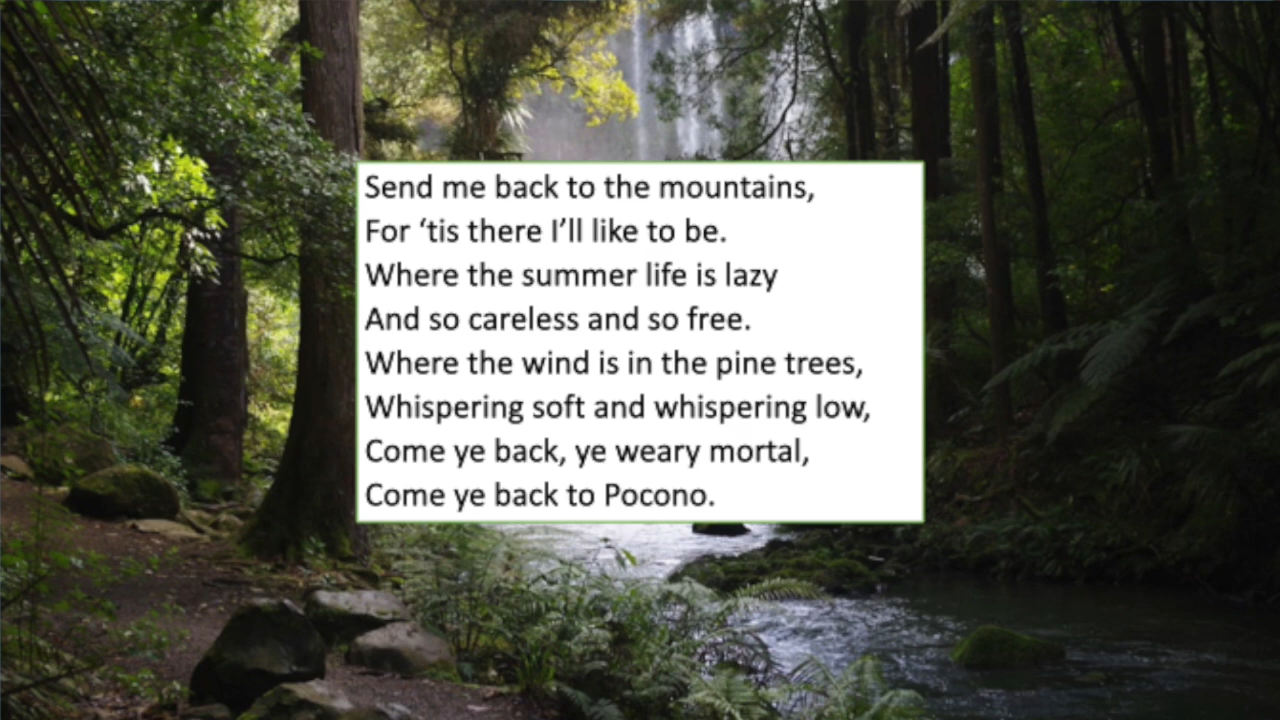 Send me back to the mountains,
For ‘tis there I’ll like to be.
Where the summer life is lazy
And so careless and so free.
Where the wind is in the pine trees,
Whispering soft and whispering low,
Come ye back, ye weary mortal,
Come ye back to Pocono.